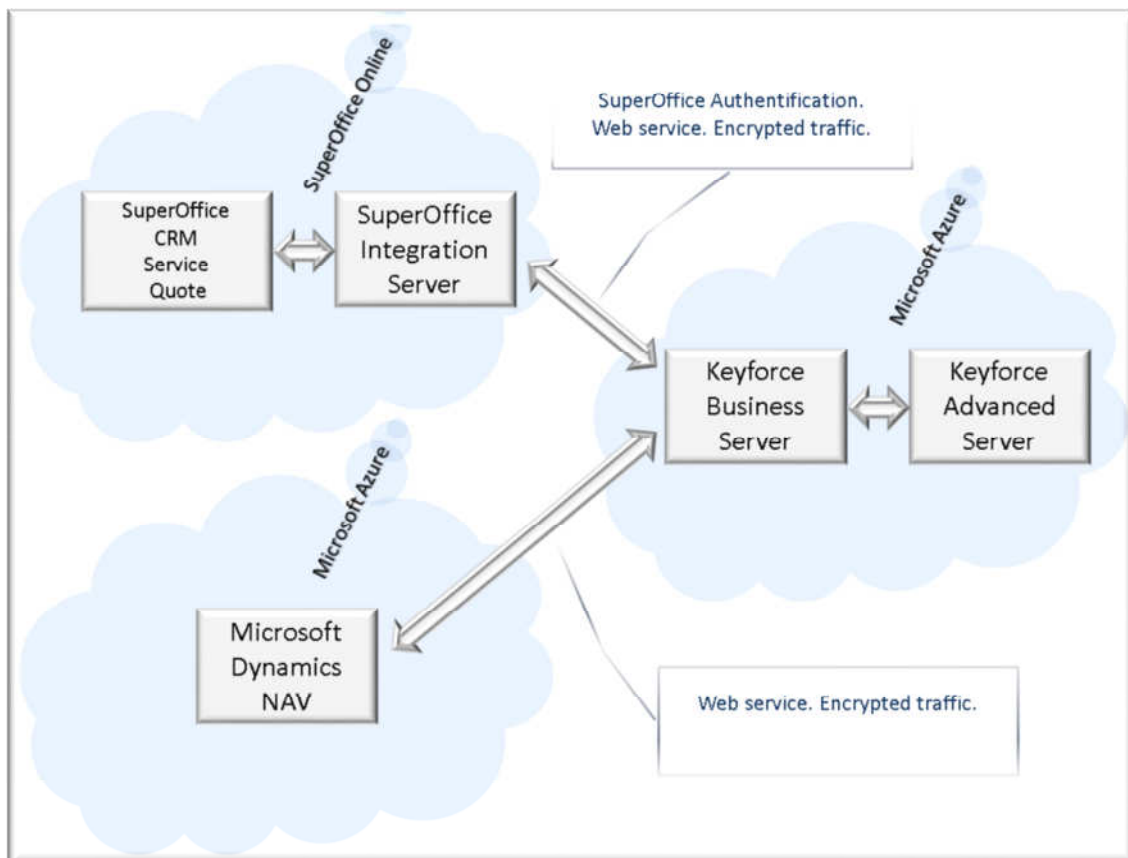 SuperOffice Online
SuperOffice
CRM
Service
Quote
SuperOffice
Integration
Server
SuperOffice Authentification.
Web service. Encrypted traffic.
Microsoft Azure
Keyforce
Business
Server
Keyforce
Advanced
Server
Microsoft Azure
Microsoft
Dynamics
NAV
Web service. Encrypted traffic.